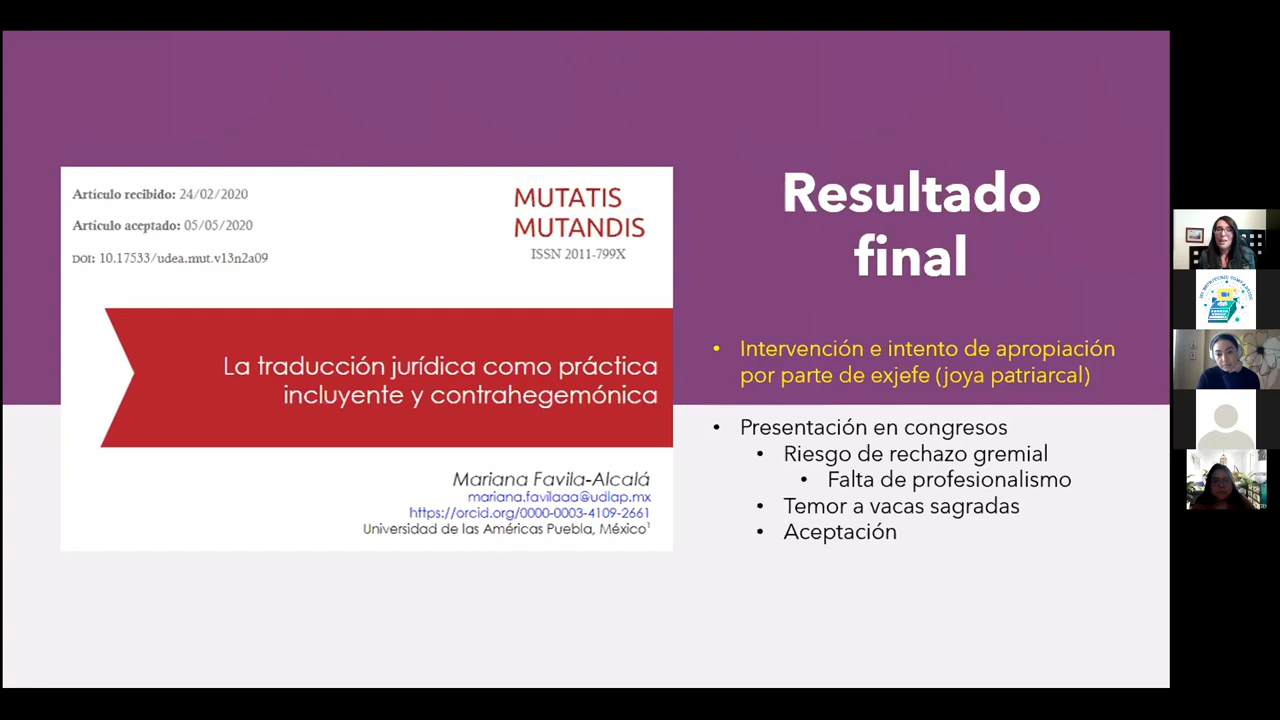 Artículo recibido: 24/02/2020
Artículo aceptado: 05/05/2020
DOI: 10.17533/udea.mut.v13n2a09
MUTATIS
MUTANDIS
ISSN 2011-799X
La traducción jurídica como práctica
incluyente y contrahegemónica
Mariana Favila-Alcalá
mariana.favilaaa@udlap.mx
https://orcid.org/0000-0003-4109-2661
Universidad de las Américas Puebla, México¹
Resultado
final
• Intervención e intento de apropiación
por parte de exjefe (joya patriarcal)
• Presentación en congresos
• Riesgo de rechazo gremial
• Falta de profesionalismo
• Temor a vacas sagradas
• Aceptación